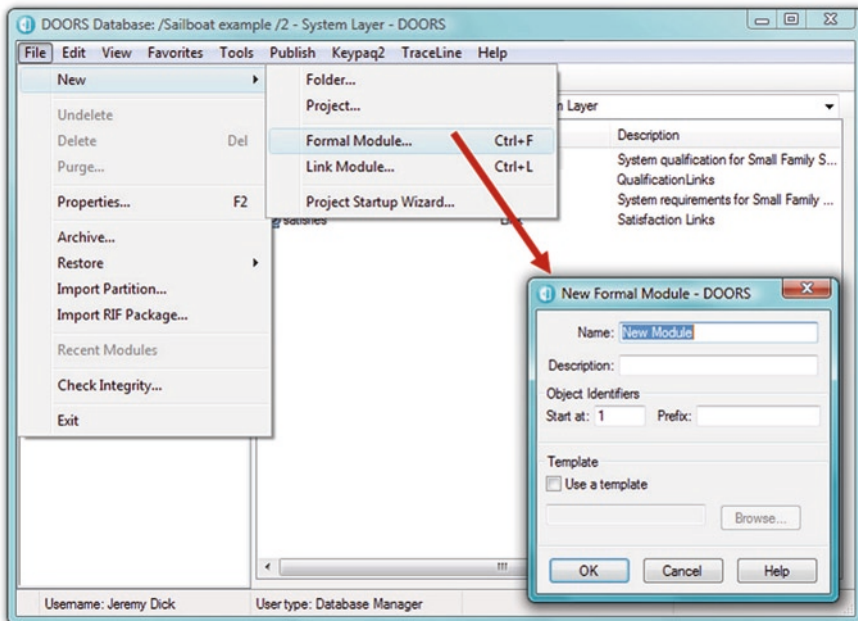 DOORS Database: /Sailboat example /2 - System Layer - DOORS
File Edit View Favorites Tools Publish Keypaq2 TraceLine Help
New
Undelete
Delete Del
Purge...
Properties... F2
Archive...
Restore
Import Partition...
Import RIF Package...
Recent Modules
Check Integrity...
Exit
Folder...
Project...
Formal Module... Ctrl+F
Link Module... Ctrl+L
Project Startup Wizard...
Layer
Description
System qualification for Small Family S...
QualificationLinks
System requirements for Small Family ...
satisfies Satisfaction Links
New Formal Module - DOORS
Name: New Module
Description:
Object Identifiers
Start at: 1 Prefix:
Template
Use a template
Browse...
OK Cancel Help
Username: Jeremy Dick User type: Database Manager